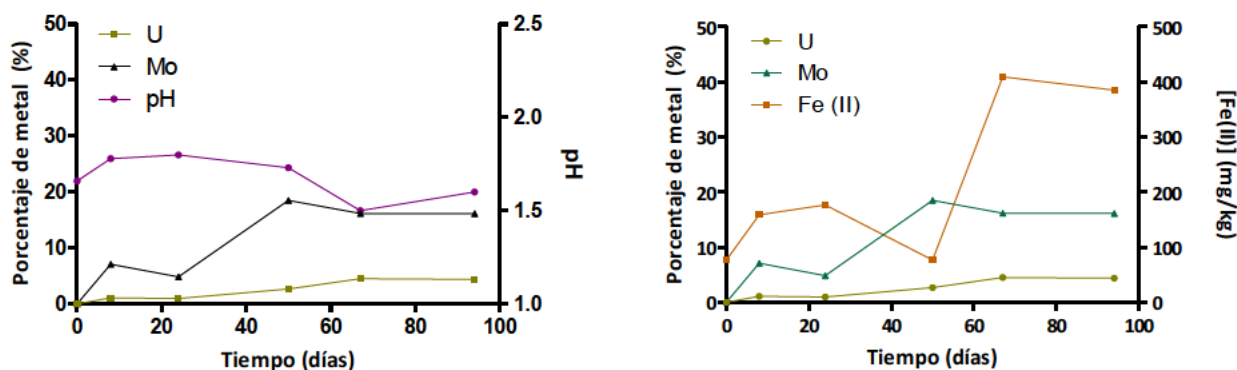 Porcentaje de metal (%)
50
40
30
20
10
0
U
Mo
pH
2.5
2.0
1.5
1.0
pH
0
20
40
60
80
100
Tiempo (días)
Porcentaje de metal (%)
50
40
30
20
10
0
U
Mo
Fe (II)
500
400
300
200
100
0
[Fe(II)] (mg/kg)
0
20
40
60
80
100
Tiempo (días)